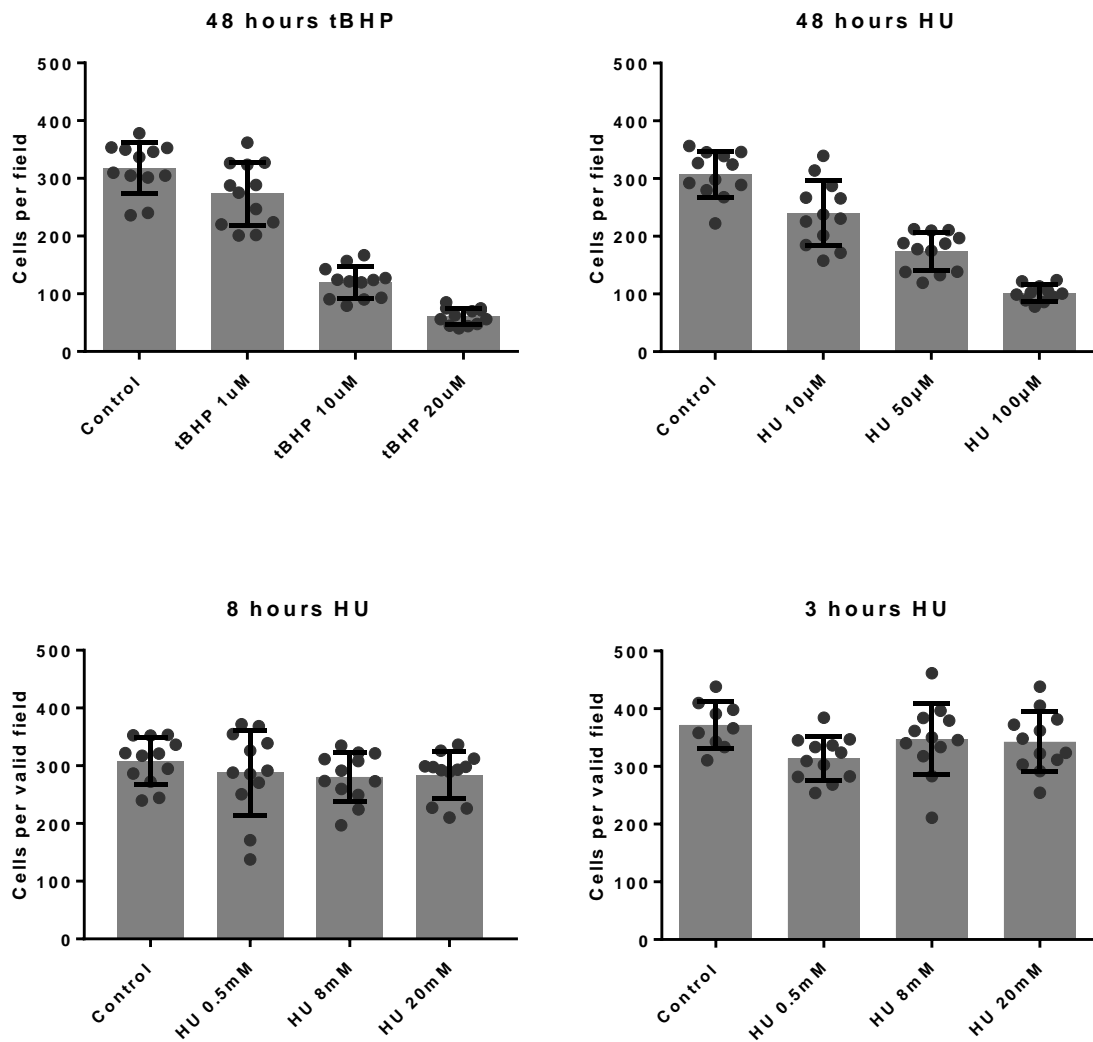 48 hours tBHP
Cells per field
500
400
300
200
100
0
Control
tBHP 1uM
tBHP 10uM
tBHP 20uM
48 hours HU
Cells per field
500
400
300
200
100
0
Control
HU 10µM
HU 50µM
HU 100µM
8 hours HU
Cells per valid field
500
400
300
200
100
0
Control
HU 0.5mM
HU 8mM
HU 20mM
3 hours HU
Cells per valid field
500
400
300
200
100
0
Control
HU 0.5mM
HU 8mM
HU 20mM